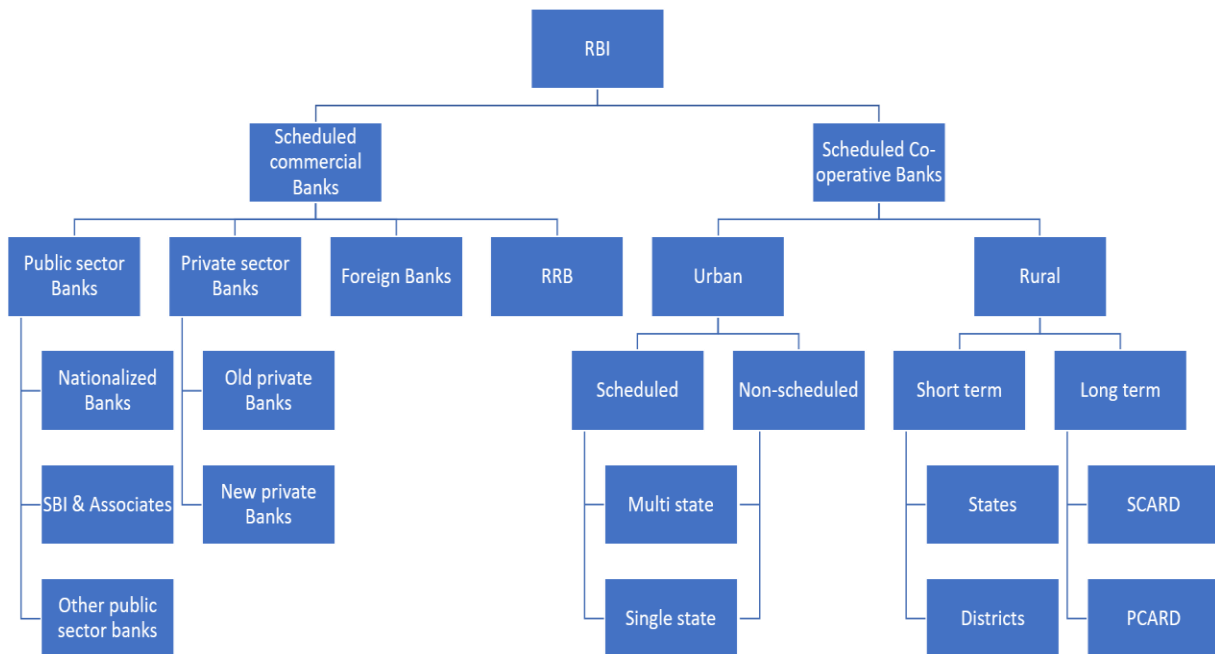 RBI
Scheduled
commercial
Banks
Scheduled Co-
operative Banks
Public sector
Banks
Private sector
Banks
Foreign Banks
RRB
Urban
Rural
Nationalized
Banks
Old private
Banks
Scheduled
Non-scheduled
Short term
Long term
SBI & Associates
New private
Banks
Multi state
States
SCARD
Other public
sector banks
Single state
Districts
PCARD